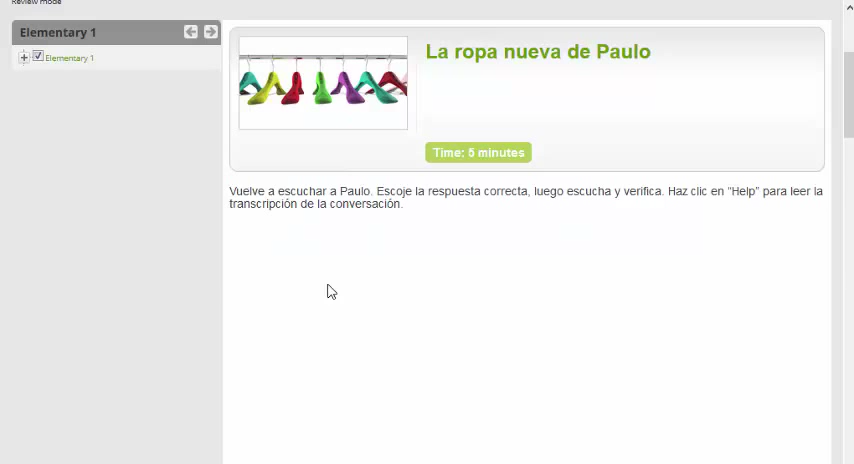 Review mode
Elementary 1
Elementary 1
La ropa nueva de Paulo
Time: 5 minutes
Vuelve a escuchar a Paulo. Escoje la respuesta correcta, luego escucha y verifica. Haz clic en "Help" para leer la
transcripción de la conversación.